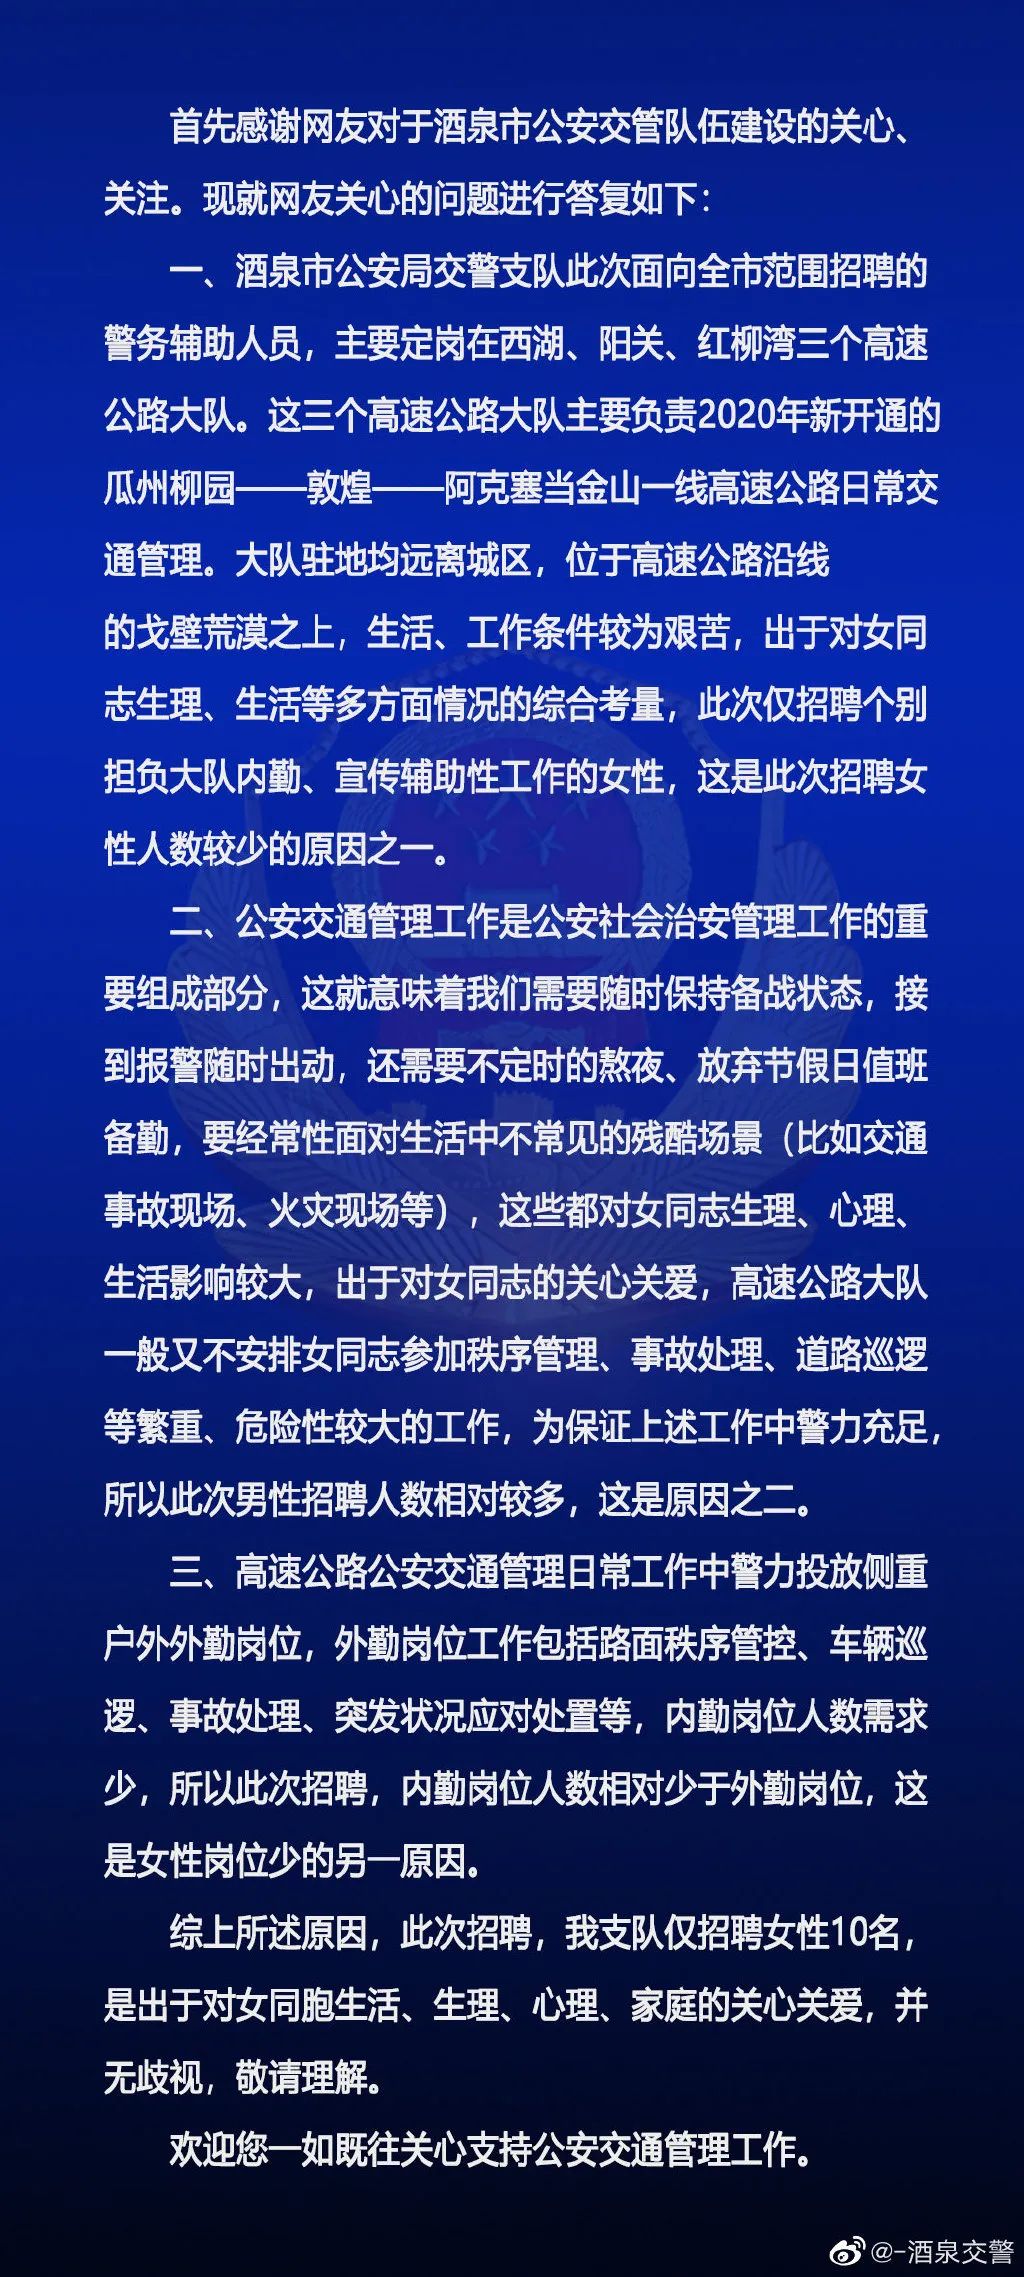 首先感谢网友对于酒泉市公安交管队伍建设的关心、
关注。现就网友关心的问题进行答复如下：
一、酒泉市公安局交警支队此次面向全市范围招聘的
警务辅助人员，主要定岗在西湖、阳关、红柳湾三个高速
公路大队。这三个高速公路大队主要负责2020年新开通的
瓜州柳园——敦煌——阿克塞当金山一线高速公路日常交
通管理。大队驻地均远离城区，位于高速公路沿线
的戈壁荒漠之上，生活、工作条件较为艰苦，出于对女同
志生理、生活等多方面情况的综合考量，此次仅招聘个别
担负大队内勤、宣传辅助性工作的女性，这是此次招聘女
性人数较少的原因之一。
二、公安交通管理工作是公安社会治安管理工作的重
要组成部分，这就意味着我们需要随时保持备战状态，接
到报警随时出动，还需要不定时的熬夜、放弃节假日值班
备勤，要经常性面对生活中不常见的残酷场景（比如交通
事故现场、火灾现场等），这些都对女同志生理、心理、
生活影响较大，出于对女同志的关心关爱，高速公路大队
一般又不安排女同志参加秩序管理、事故处理、道路巡逻
等繁重、危险性较大的工作，为保证上述工作中警力充足，
所以此次男性招聘人数相对较多，这是原因之二。
三、高速公路公安交通管理日常工作中警力投放侧重
户外外勤岗位，外勤岗位工作包括路面秩序管控、车辆巡
逻、事故处理、突发状况应对处置等，内勤岗位人数需求
少，所以此次招聘，内勤岗位人数相对少于外勤岗位，这
是女性岗位少的另一原因。
综上所述原因，此次招聘，我支队仅招聘女性10名，
是出于对女同胞生活、生理、心理、家庭的关心关爱，并
无歧视，敬请理解。
欢迎您一如既往关心支持公安交通管理工作。
@-酒泉交警